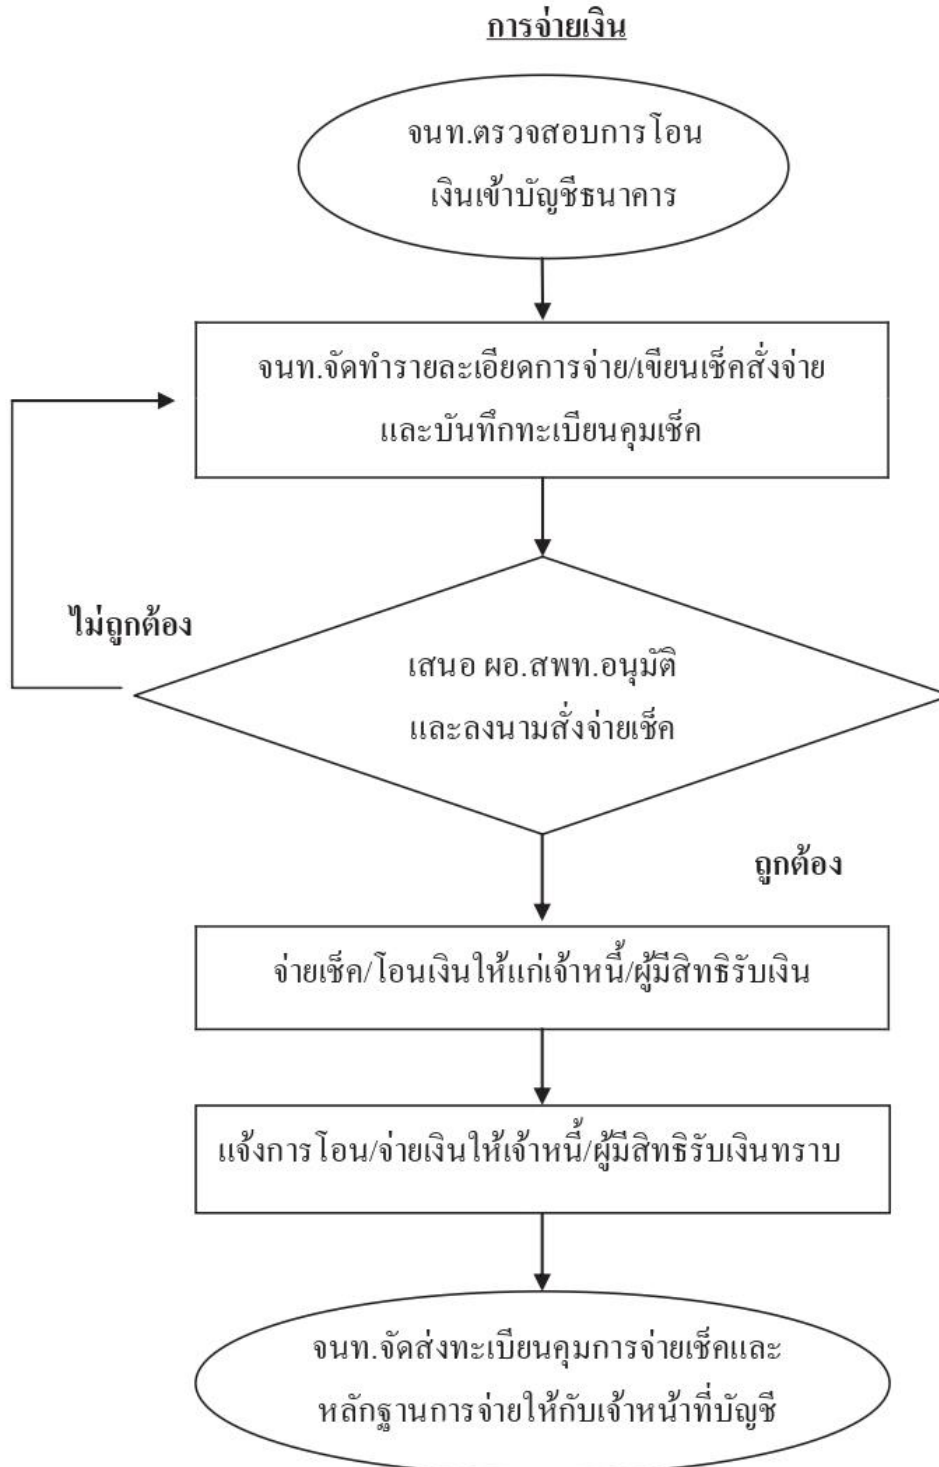 การจ่ายเงิน
จนท.ตรวจสอบการโอน
เงินเข้าบัญชีธนาคาร
จนท.จัดทำรายละเอียดการจ่าย/เขียนเช็คสั่งจ่าย
และบันทึกทะเบียนคุมเช็ค
ไม่ถูกต้อง
เสนอ ผอ.สพท.อนุมัติ
และลงนามสั่งจ่ายเช็ค
ถูกต้อง
จ่ายเช็ค/โอนเงินให้แก่เจ้าหนี้/ผู้มีสิทธิรับเงิน
แจ้งการโอน/จ่ายเงินให้เจ้าหนี้/ผู้มีสิทธิรับเงินทราบ
จนท.จัดส่งทะเบียนคุมการจ่ายเช็คและ
หลักฐานการจ่ายให้กับเจ้าหน้าที่บัญชี